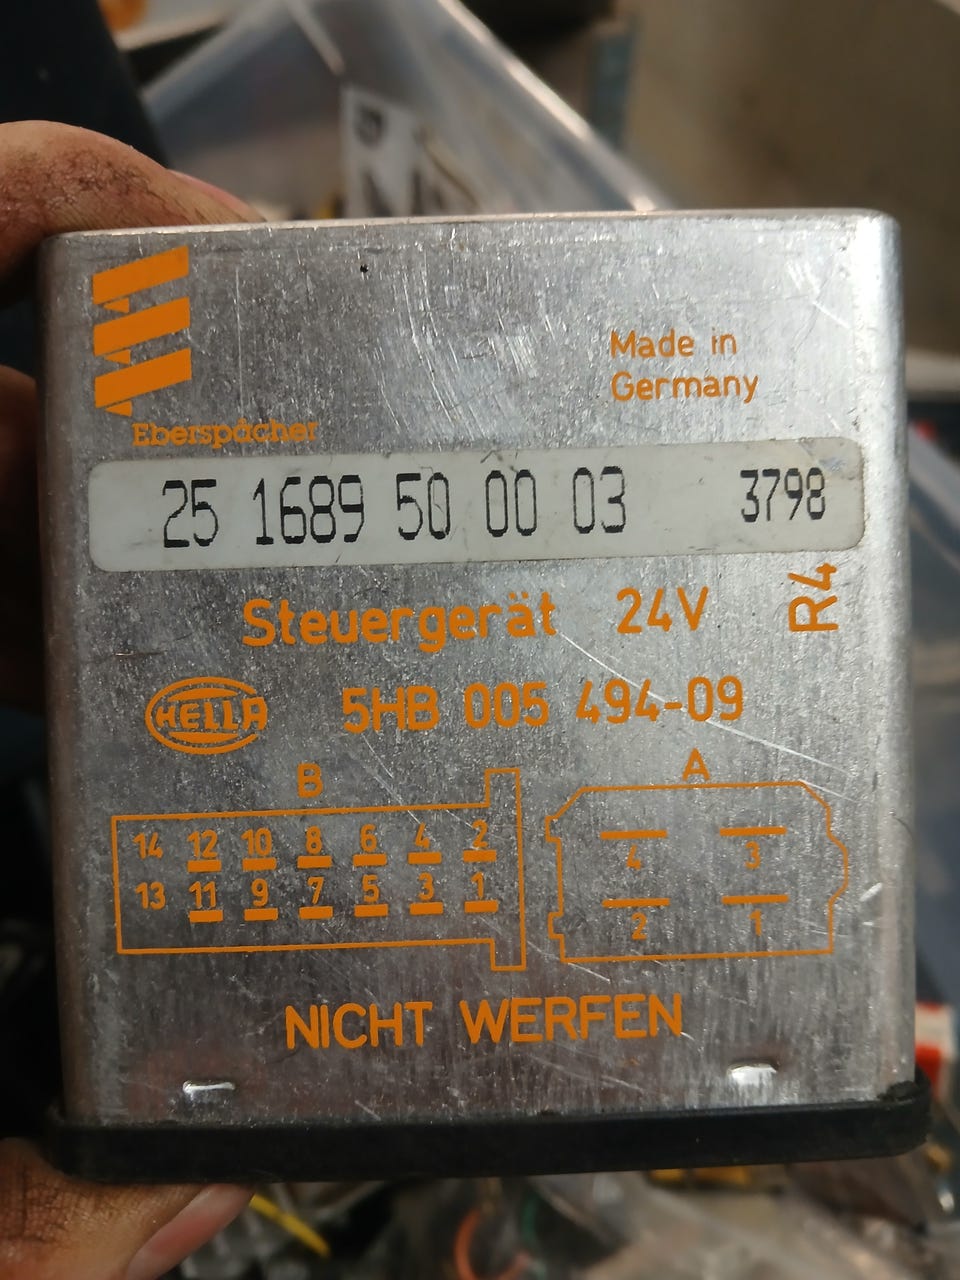 Eberspächer
Made in
Germany
25 1689 50 00 03 3798
Steuergerät 24V R4
HELLA 5HB 005 494-09
B A
14 12 10 8 6 4 2
13 11 9 7 5 3 1
4 3
2 1
NICHT WERFEN